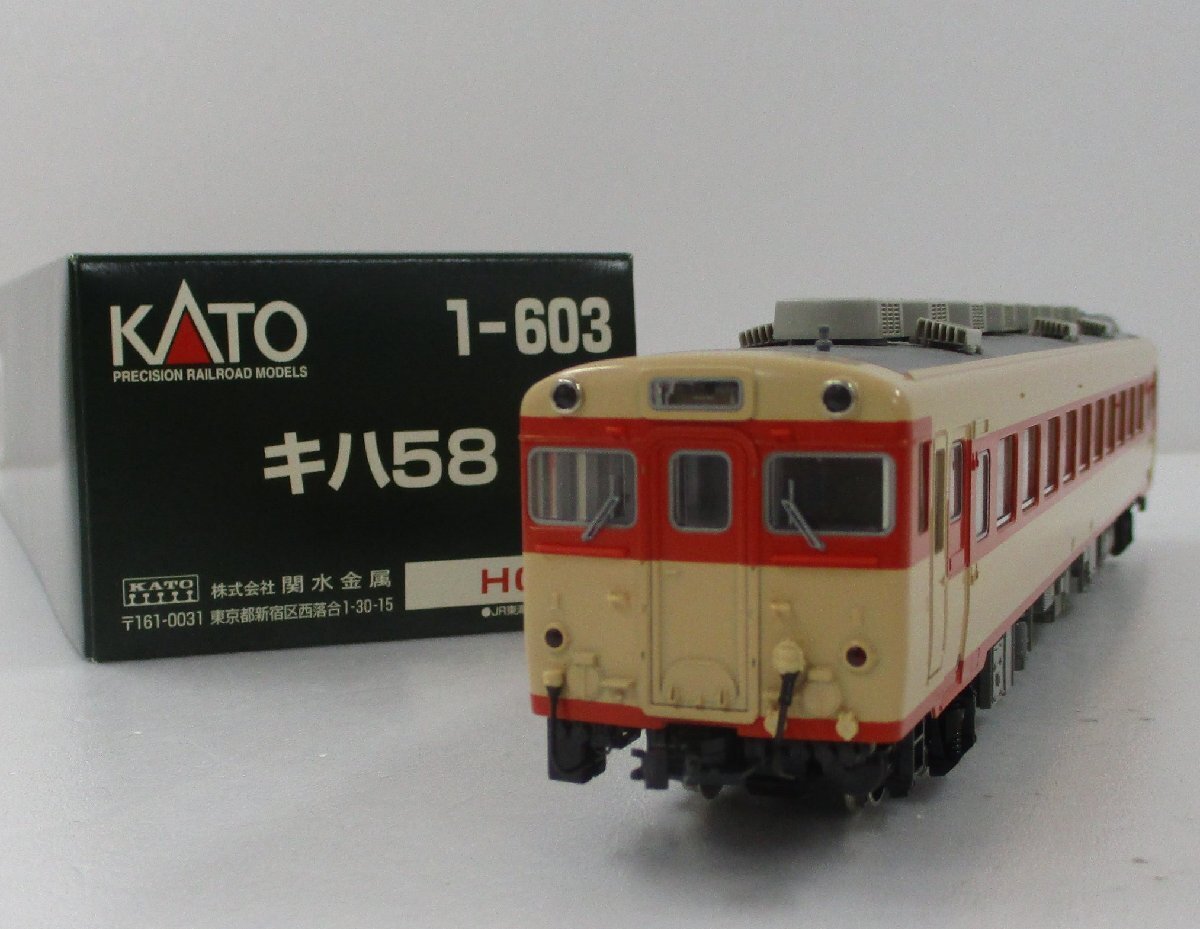 KATO
PRECISION RAILROAD MODELS
1-603
キハ58
KATO 株式会社 関水金属
〒161-0031 東京都新宿区西落合1-30-15